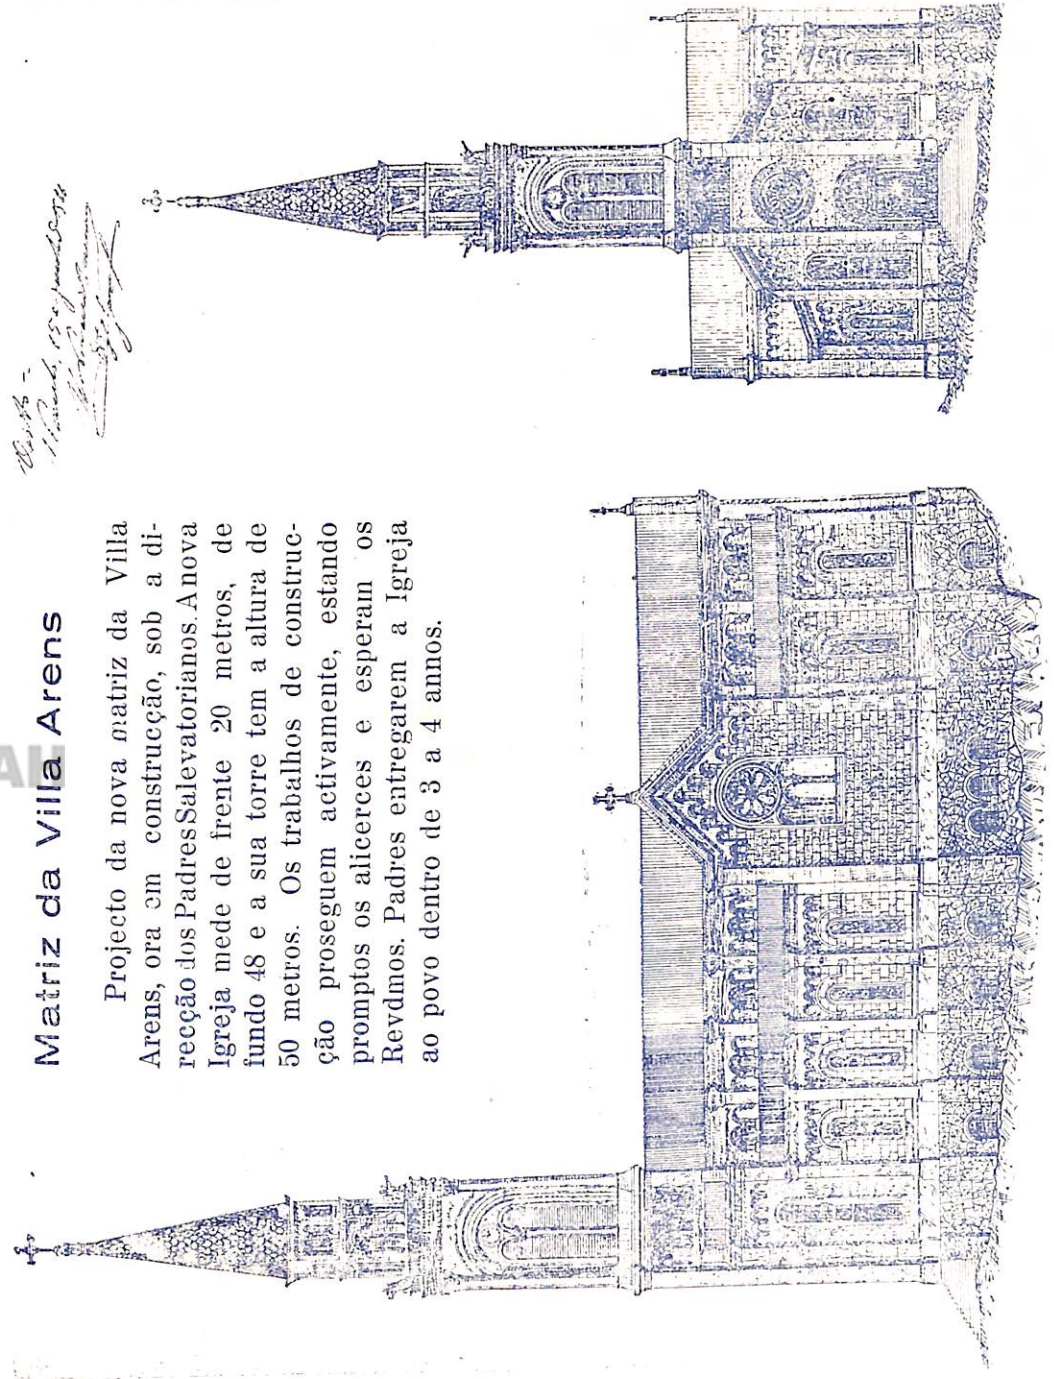 Matriz da Villa Arens
Projecto da nova matriz da Villa
Arens, ora em construcção, sob a di-
recção dos Padres Salevatorianos. A nova
Igreja mede de frente 20 metros, de
fundo 48 e a sua torre tem a altura de
50 metros. Os trabalhos de construc-
ção proseguem activamente, estando
promptos os alicerces e esperam os
Revdmos. Padres entregarem a Igreja
ao povo dentro de 3 a 4 annos.